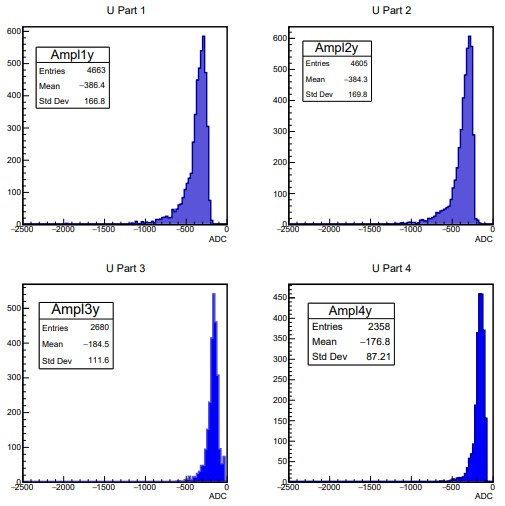 U Part 1
U Part 2
600
500
400
300
200
100
0
Ampl1y
Entries 4663
Mean −386.4
Std Dev 166.8
−2500 −2000 −1500 −1000 −500 0
ADC
600
500
400
300
200
100
Ampl2y
Entries 4605
Mean −384.3
Std Dev 169.8
−2500 −2000 −1500 −1000 −500 0
ADC
U Part 3
U Part 4
500
400
300
200
100
Ampl3y
Entries 2680
Mean −184.5
Std Dev 111.6
−2500 −2000 −1500 −1000 −500 0
ADC
450
400
350
300
250
200
150
100
50
Ampl4y
Entries 2358
Mean −176.8
Std Dev 87.21
−2500 −2000 −1500 −1000 −500 0
ADC